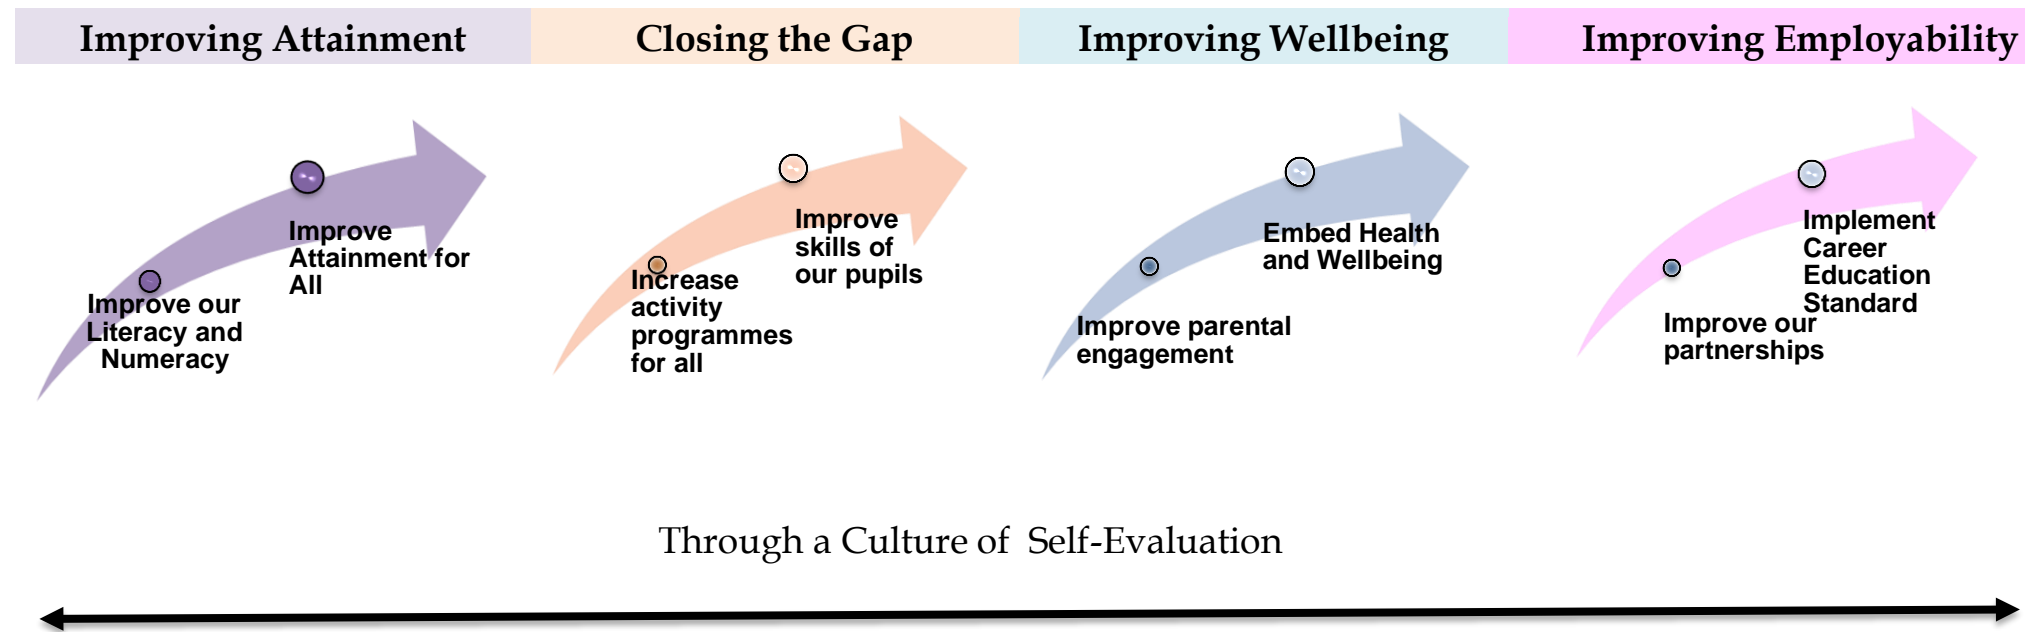 Improving Attainment
Closing the Gap
Improving Wellbeing
Improving Employability
Improve our
Literacy and
Numeracy
Improve
Attainment for
All
Increase
activity
programmes
for all
Improve
skills of
our pupils
Improve parental
engagement
Embed Health
and Wellbeing
Improve our
partnerships
Implement
Career
Education
Standard
Through a Culture of  Self-Evaluation